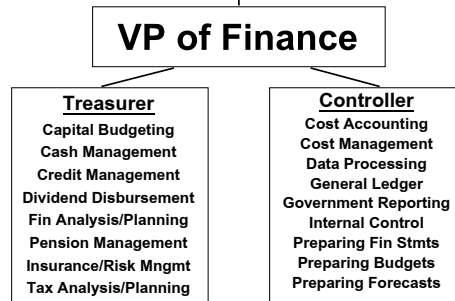 VP of Finance
Treasurer
Capital Budgeting
Cash Management
Credit Management
Dividend Disbursement
Fin Analysis/Planning
Pension Management
Insurance/Risk Mngmt
Tax Analysis/Planning
Controller
Cost Accounting
Cost Management
Data Processing
General Ledger
Government Reporting
Internal Control
Preparing Fin Stmts
Preparing Budgets
Preparing Forecasts